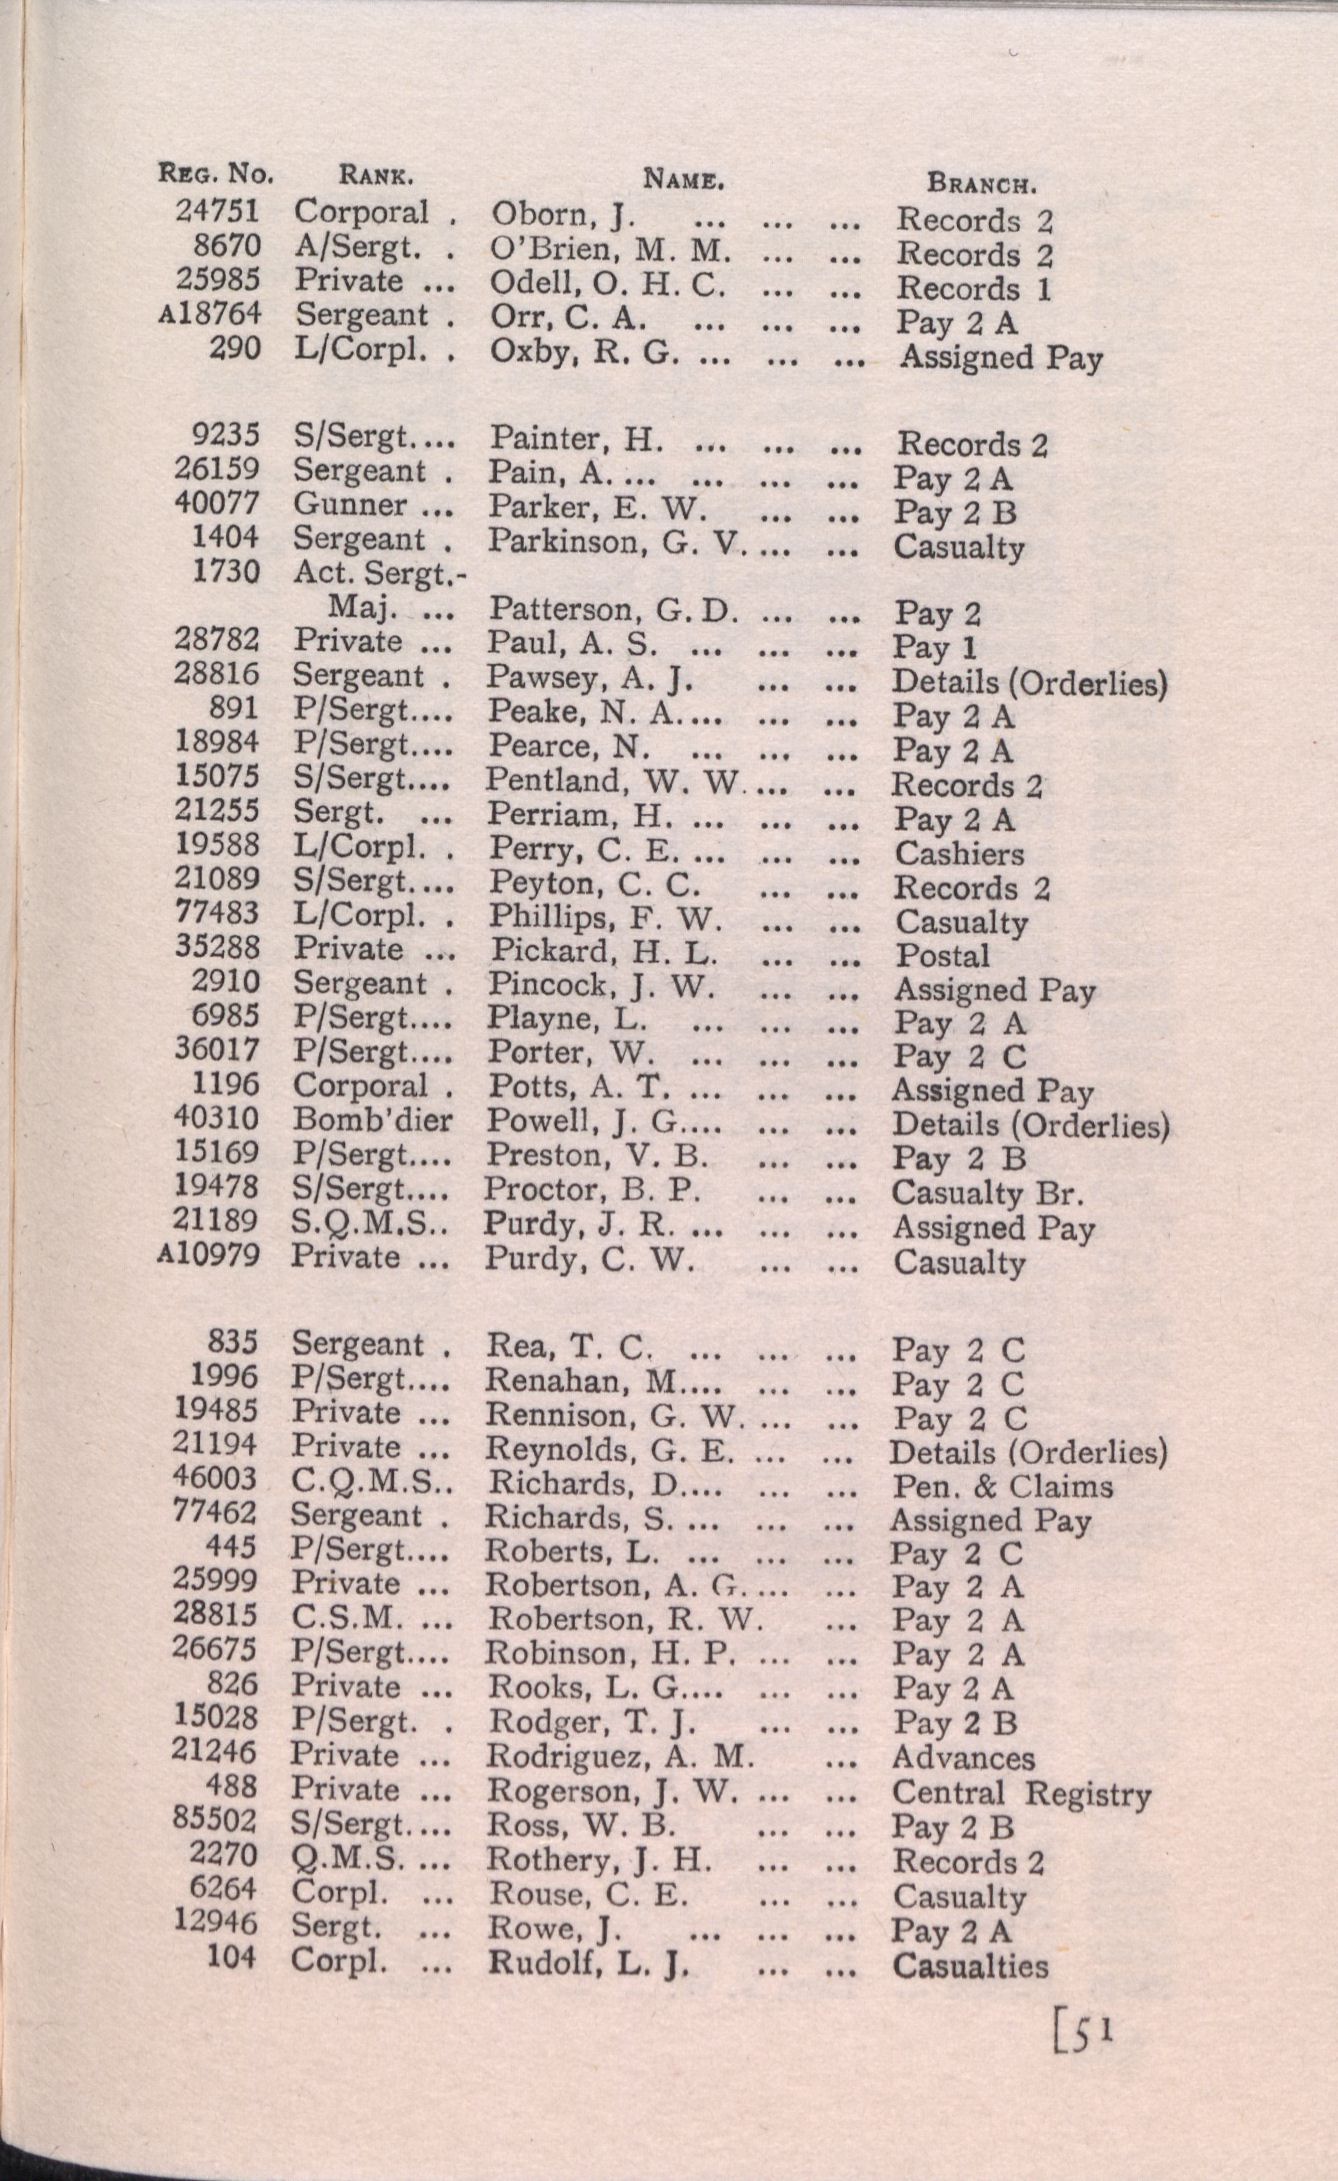 Reg. No. Rank. Name. Branch.
24751 Corporal . Oborn, J. ... ... ... Records 2
8670 A/Sergt. . O'Brien, M. M. ... ... Records 2
25985 Private ... Odell, O. H. C. ... ... Records 1
A18764 Sergeant . Orr, C. A. ... ... ... Pay 2 A
290 L/Corpl. . Oxby, R. G. ... ... ... Assigned Pay
9235 S/Sergt.... Painter, H. ... ... ... Records 2
26159 Sergeant . Pain, A. ... ... ... ... Pay 2 A
40077 Gunner ... Parker, E. W. ... ... Pay 2 B
1404 Sergeant . Parkinson, G. V. ... ... Casualty
1730 Act. Sergt.-
Maj. ... Patterson, G. D. ... ... Pay 2
28782 Private ... Paul, A. S. ... ... ... Pay 1
28816 Sergeant . Pawsey, A. J. ... ... Details (Orderlies)
891 P/Sergt.... Peake, N. A.... ... ... Pay 2 A
18984 P/Sergt.... Pearce, N. ... ... ... Pay 2 A
15075 S/Sergt.... Pentland, W. W. ... ... Records 2
21255 Sergt. ... Perriam, H. ... ... ... Pay 2 A
19588 L/Corpl. . Perry, C. E. ... ... ... Cashiers
21089 S/Sergt.... Peyton, C. C. ... ... Records 2
77483 L/Corpl. . Phillips, F. W. ... ... Casualty
35288 Private ... Pickard, H. L. ... ... Postal
2910 Sergeant . Pincock, J. W. ... ... Assigned Pay
6985 P/Sergt.... Playne, L. ... ... ... Pay 2 A
36017 P/Sergt.... Porter, W. ... ... ... Pay 2 C
1196 Corporal . Potts, A. T. ... ... ... Assigned Pay
40310 Bomb'dier Powell, J. G.... ... ... Details (Orderlies)
15169 P/Sergt.... Preston, V. B. ... ... Pay 2 B
19478 S/Sergt.... Proctor, B. P. ... ... Casualty Br.
21189 S.Q.M.S.. Purdy, J. R. ... ... ... Assigned Pay
A10979 Private ... Purdy, C. W. ... ... Casualty
835 Sergeant . Rea, T. C. ... ... ... Pay 2 C
1996 P/Sergt.... Renahan, M.... ... ... Pay 2 C
19485 Private ... Rennison, G. W. ... ... Pay 2 C
21194 Private ... Reynolds, G. E. ... ... Details (Orderlies)
46003 C.Q.M.S.. Richards, D.... ... ... Pen. & Claims
77462 Sergeant . Richards, S. ... ... ... Assigned Pay
445 P/Sergt.... Roberts, L. ... ... ... Pay 2 C
25999 Private ... Robertson, A. G. ... ... Pay 2 A
28815 C.S.M. ... Robertson, R. W. ... Pay 2 A
26675 P/Sergt.... Robinson, H. P. ... ... Pay 2 A
826 Private ... Rooks, L. G.... ... ... Pay 2 A
15028 P/Sergt. . Rodger, T. J. ... ... Pay 2 B
21246 Private ... Rodriguez, A. M. ... Advances
488 Private ... Rogerson, J. W. ... ... Central Registry
85502 S/Sergt.... Ross, W. B. ... ... Pay 2 B
2270 Q.M.S. ... Rothery, J. H. ... ... Records 2
6264 Corpl. ... Rouse, C. E. ... ... Casualty
12946 Sergt. ... Rowe, J. ... ... ... Pay 2 A
104 Corpl. ... Rudolf, L. J. ... ... Casualties
[51